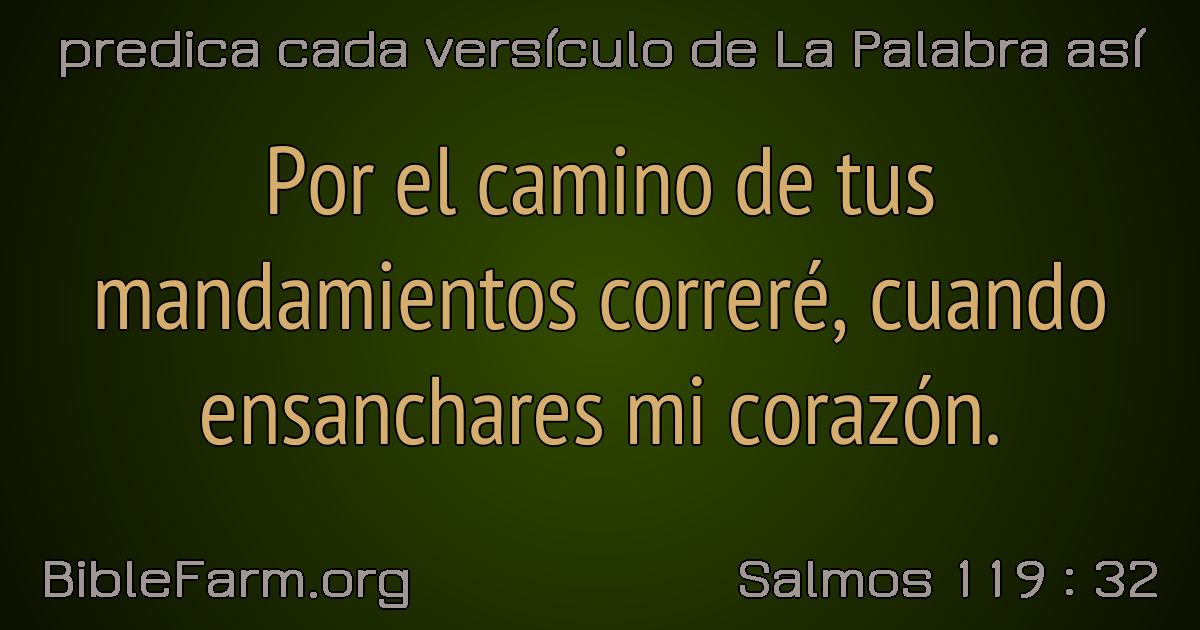 predica cada versículo de La Palabra así
Por el camino de tus
mandamientos correré, cuando
ensanchares mi corazón.
BibleFarm.org
Salmos 119 : 32